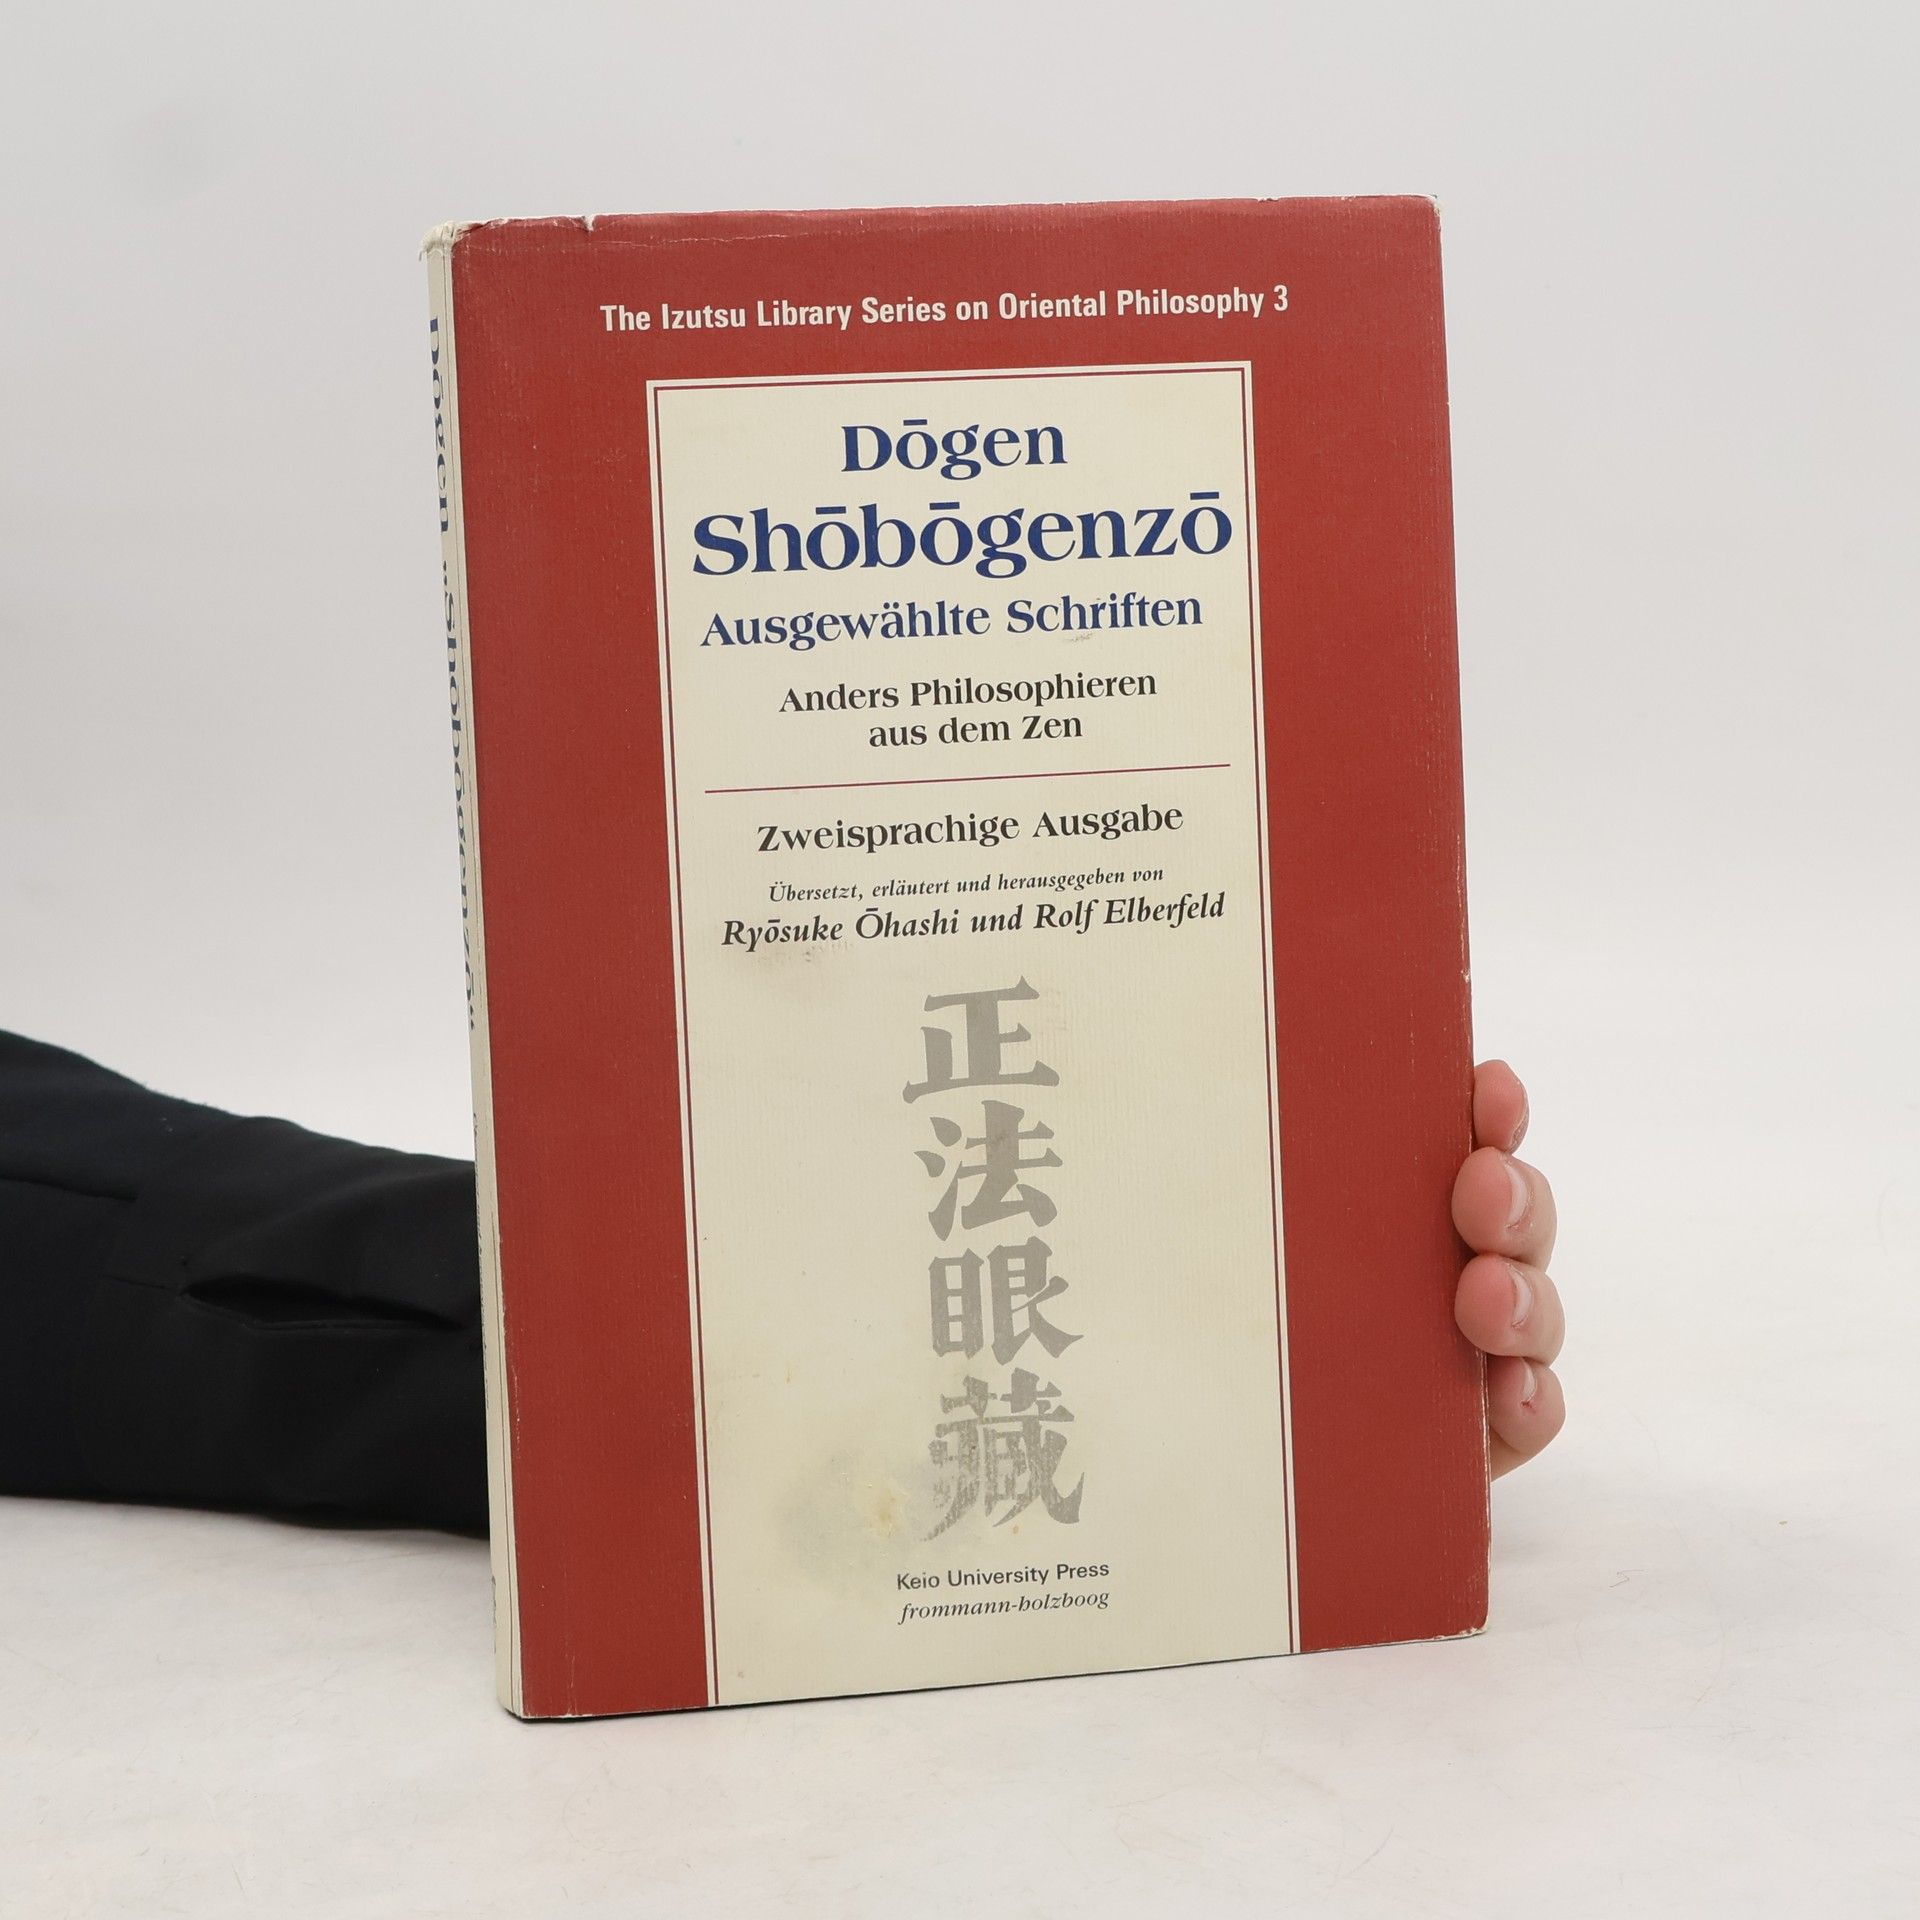 The Izutsu Library Series on Oriental Philosophy 3
Dōgen
Shōbōgenzō
Ausgewählte Schriften
Anders Philosophieren
aus dem Zen
Zweisprachige Ausgabe
Übersetzt, erläutert und herausgegeben von
Ryōsuke Ōhashi und Rolf Elberfeld
正
法
眼
藏
Keio University Press
frommann-holzboog
Dōgen „Shōbōgenzō“